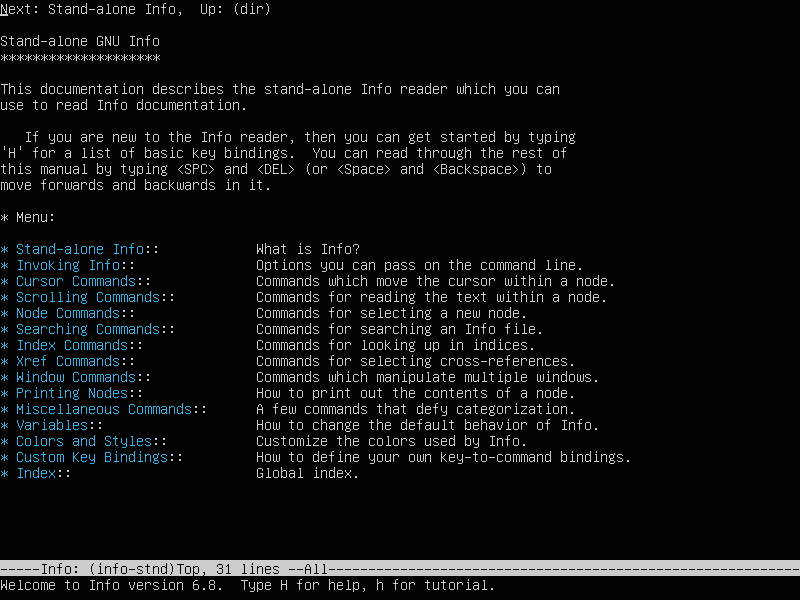 Next: Stand-alone Info,  Up: (dir)

Stand-alone GNU Info
********************

This documentation describes the stand-alone Info reader which you can
use to read Info documentation.

   If you are new to the Info reader, then you can get started by typing
'H' for a list of basic key bindings.  You can read through the rest of
this manual by typing <SPC> and <DEL> (or <Space> and <Backspace>) to
move forwards and backwards in it.

* Menu:

* Stand-alone Info::            What is Info?
* Invoking Info::               Options you can pass on the command line.
* Cursor Commands::             Commands which move the cursor within a node.
* Scrolling Commands::          Commands for reading the text within a node.
* Node Commands::               Commands for selecting a new node.
* Searching Commands::          Commands for searching an Info file.
* Index Commands::              Commands for looking up in indices.
* Xref Commands::               Commands for selecting cross-references.
* Window Commands::             Commands which manipulate multiple windows.
* Printing Nodes::              How to print out the contents of a node.
* Miscellaneous Commands::      A few commands that defy categorization.
* Variables::                   How to change the default behavior of Info.
* Colors and Styles::           Customize the colors used by Info.
* Custom Key Bindings::         How to define your own key-to-command bindings.
* Index::                       Global index.

-----Info: (info-stnd)Top, 31 lines --All-----------------------------------------------------------
Welcome to Info version 6.8.  Type H for help, h for tutorial.